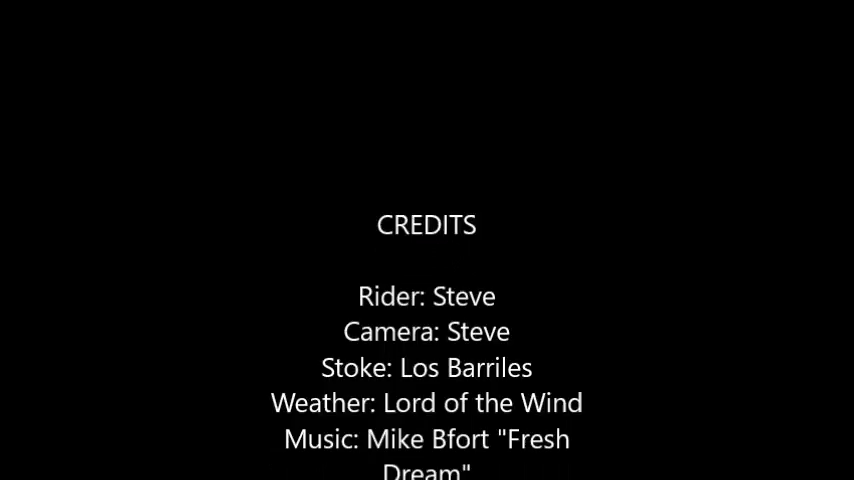 CREDITS
Rider: Steve
Camera: Steve
Stoke: Los Barriles
Weather: Lord of the Wind
Music: Mike Bfort "Fresh
Dream"